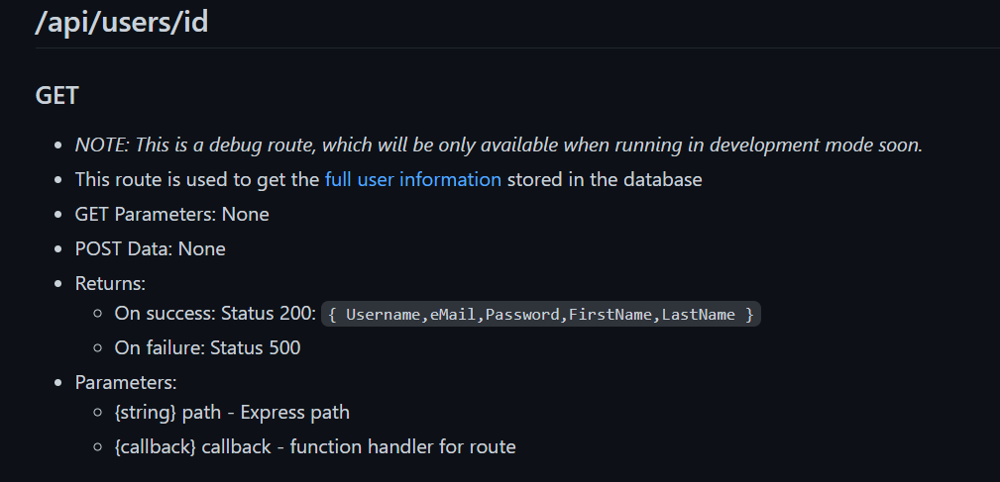 /api/users/id
GET
NOTE: This is a debug route, which will be only available when running in development mode soon.
This route is used to get the full user information stored in the database
GET Parameters: None
POST Data: None
Returns:
On success: Status 200: { Username,eMail,Password,FirstName,LastName }
On failure: Status 500
Parameters:
{string} path - Express path
{callback} callback - function handler for route